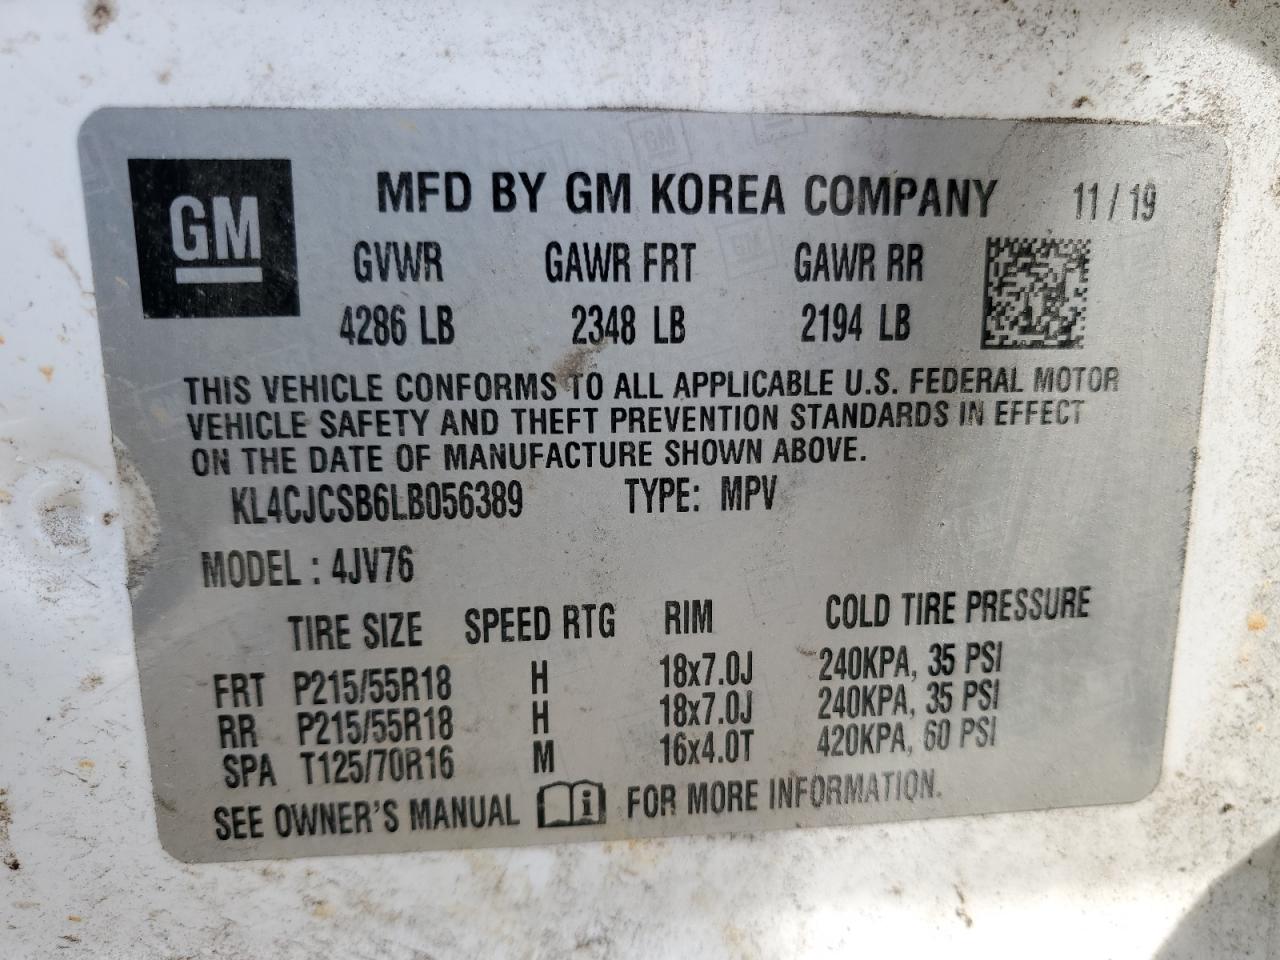 GM
MFD BY GM KOREA COMPANY 11/19
GVWR GAWR FRT GAWR RR
4286 LB 2348 LB 2194 LB
THIS VEHICLE CONFORMS TO ALL APPLICABLE U.S. FEDERAL MOTOR
VEHICLE SAFETY AND THEFT PREVENTION STANDARDS IN EFFECT
ON THE DATE OF MANUFACTURE SHOWN ABOVE.
KL4CJCSB6LB056389 TYPE: MPV
MODEL : 4JV76
TIRE SIZE SPEED RTG RIM COLD TIRE PRESSURE
FRT P215/55R18 H 18x7.0J 240KPA, 35 PSI
RR P215/55R18 H 18x7.0J 240KPA, 35 PSI
SPA T125/70R16 M 16x4.0T 420KPA, 60 PSI
SEE OWNER'S MANUAL i FOR MORE INFORMATION.